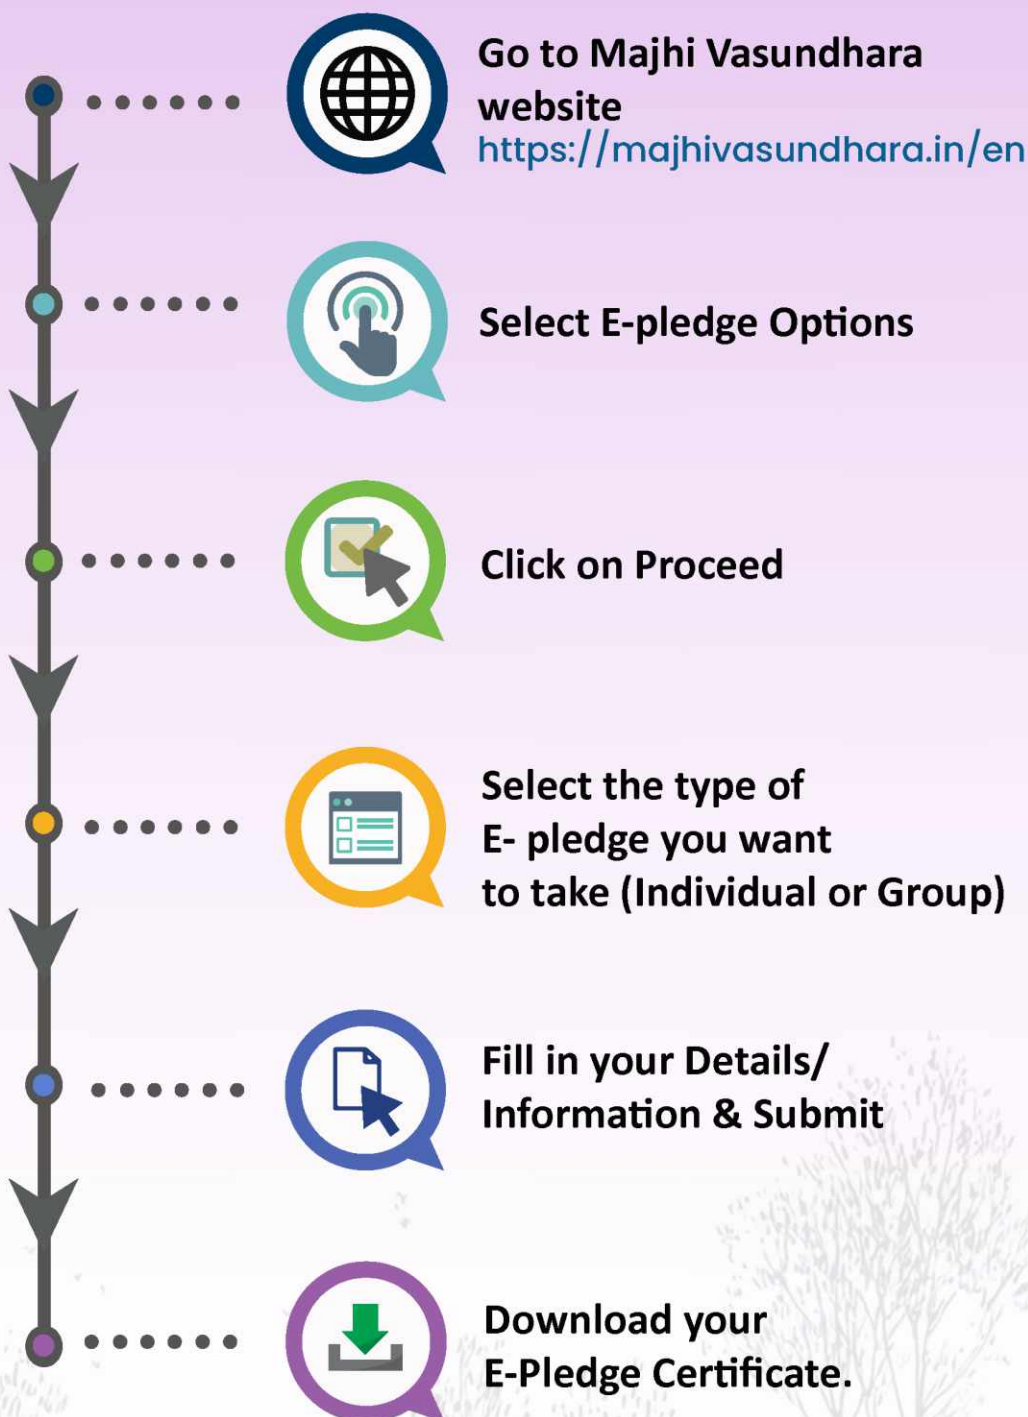 Go to Majhi Vasundhara
website
https://majhivasundhara.in/en
Select E-pledge Options
Click on Proceed
Select the type of
E- pledge you want
to take (Individual or Group)
Fill in your Details/
Information & Submit
Download your
E-Pledge Certificate.